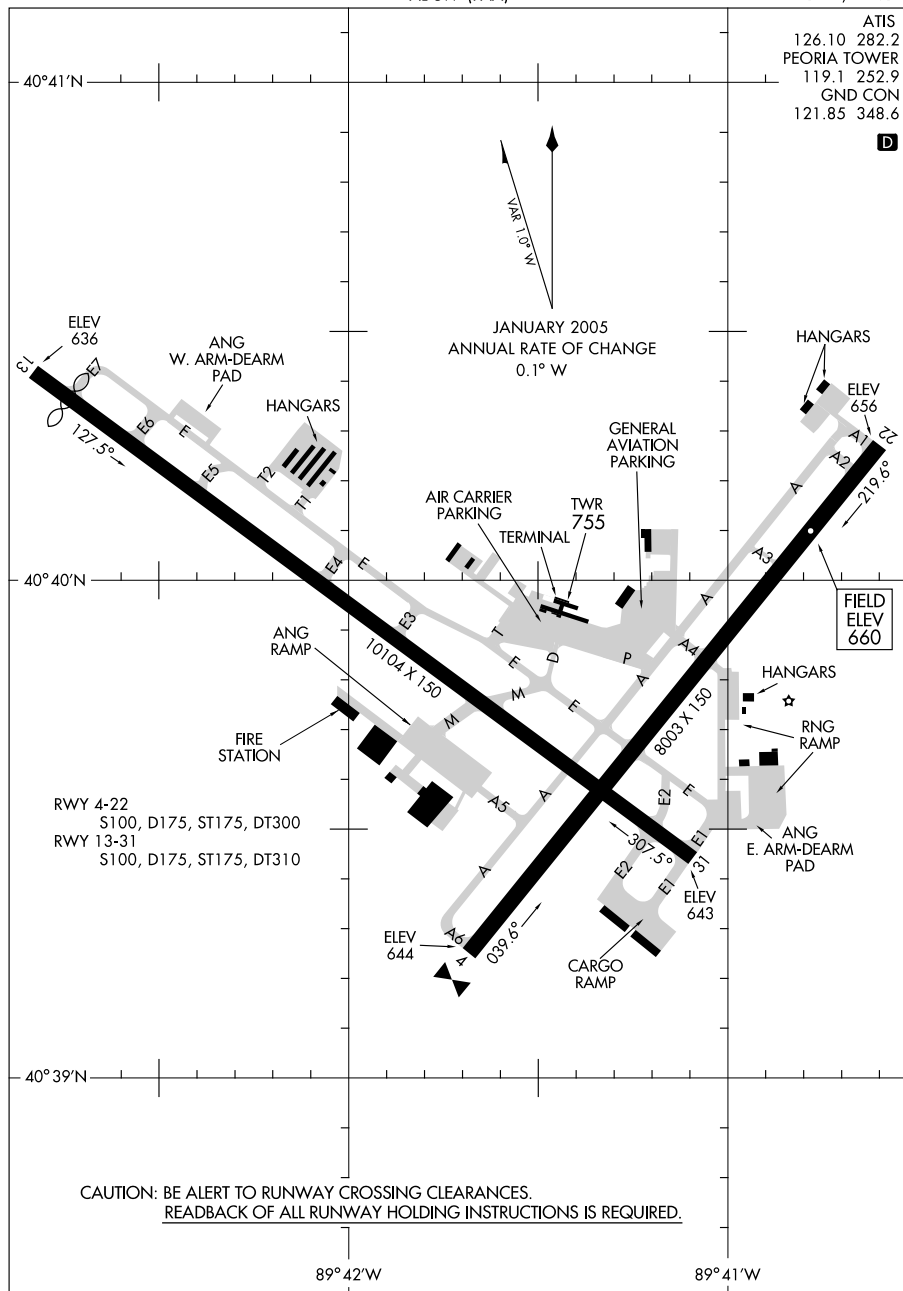 ATIS
126.10 282.2
PEORIA TOWER
119.1 252.9
GND CON
121.85 348.6
D
40°41'N
VAR 1.0° W
JANUARY 2005
ANNUAL RATE OF CHANGE
0.1° W
ELEV
636
13
E7
127.5°
ANG
W. ARM-DEARM
PAD
E6
E
HANGARS
E5
T2
T1
HANGARS
ELEV
656
A1
22
A2
219.6°
A
A3
GENERAL
AVIATION
PARKING
AIR CARRIER
PARKING
TWR
755
TERMINAL
40°40'N
E4
E
E3
10104 X 150
ANG
RAMP
FIELD
ELEV
660
A
T
D
P
A4
E
A
M
M
E
8003 X 150
HANGARS
RNG
RAMP
FIRE
STATION
A5
A
E2
E
RWY 4-22
S100, D175, ST175, DT300
RWY 13-31
S100, D175, ST175, DT310
307.5°
E1
31
ANG
E. ARM-DEARM
PAD
A
E2
E1
ELEV
643
ELEV
644
A6
4
039.6°
CARGO
RAMP
40°39'N
CAUTION: BE ALERT TO RUNWAY CROSSING CLEARANCES.
READBACK OF ALL RUNWAY HOLDING INSTRUCTIONS IS REQUIRED.
89°42'W
89°41'W